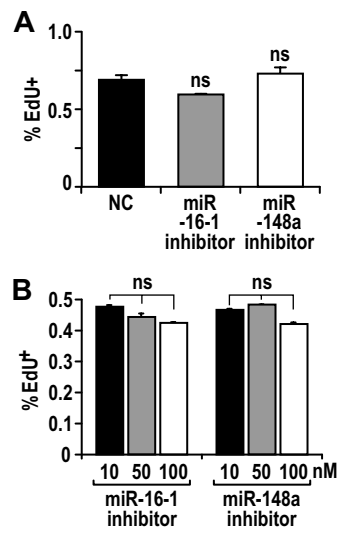 A
% EdU+
1.0
0.5
0
ns
ns
NC
miR
-16-1
inhibitor
miR
-148a
inhibitor
B
% EdU+
0.5
0.4
0.3
0.2
0.1
0
ns
ns
10 50 100 10 50 100 nM
miR-16-1
inhibitor
miR-148a
inhibitor